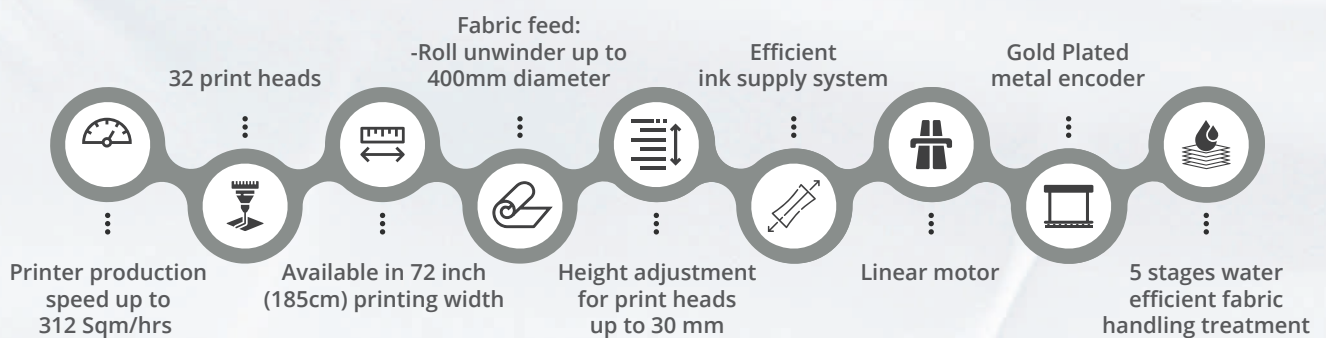 Printer production
speed up to
312 Sqm/hrs
32 print heads
Available in 72 inch
(185cm) printing width
Fabric feed:
-Roll unwinder up to
400mm diameter
Height adjustment
for print heads
up to 30 mm
Efficient
ink supply system
Linear motor
Gold Plated
metal encoder
5 stages water
efficient fabric
handling treatment